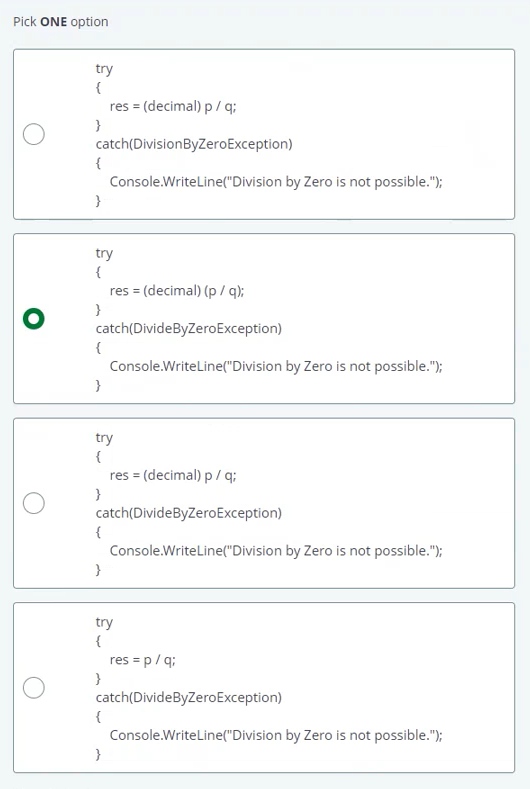 Pick ONE option
try
{
res = (decimal) p / q;
}
catch(DivisionByZeroException)
{
Console.WriteLine("Division by Zero is not possible.");
}
try
{
res = (decimal) (p / q);
}
catch(DivideByZeroException)
{
Console.WriteLine("Division by Zero is not possible.");
}
try
{
res = (decimal) p / q;
}
catch(DivideByZeroException)
{
Console.WriteLine("Division by Zero is not possible.");
}
try
{
res = p / q;
}
catch(DivideByZeroException)
{
Console.WriteLine("Division by Zero is not possible.");
}